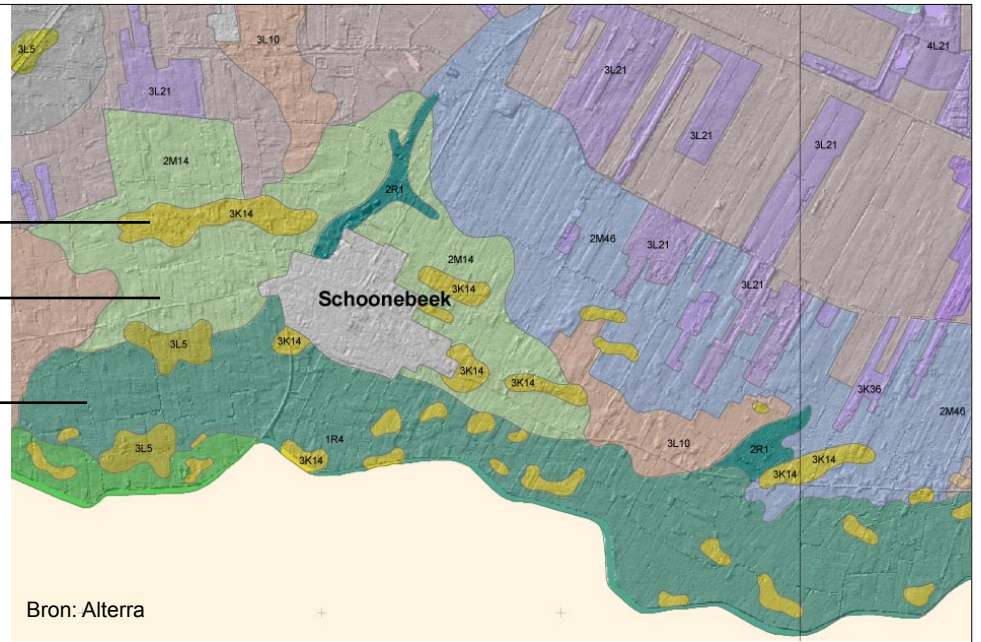 3L5
3L10
4L21
3L21
3L21
3L21
3L21
2M14
2R1
3K14
2M46
3L21
2M14
3K14
3L21
Schoonebeek
3L5
3K14
3K14
3K14
3K36
2M46
1R4
3L10
3L5
3K14
2R1
3K14
3K14
Bron: Alterra